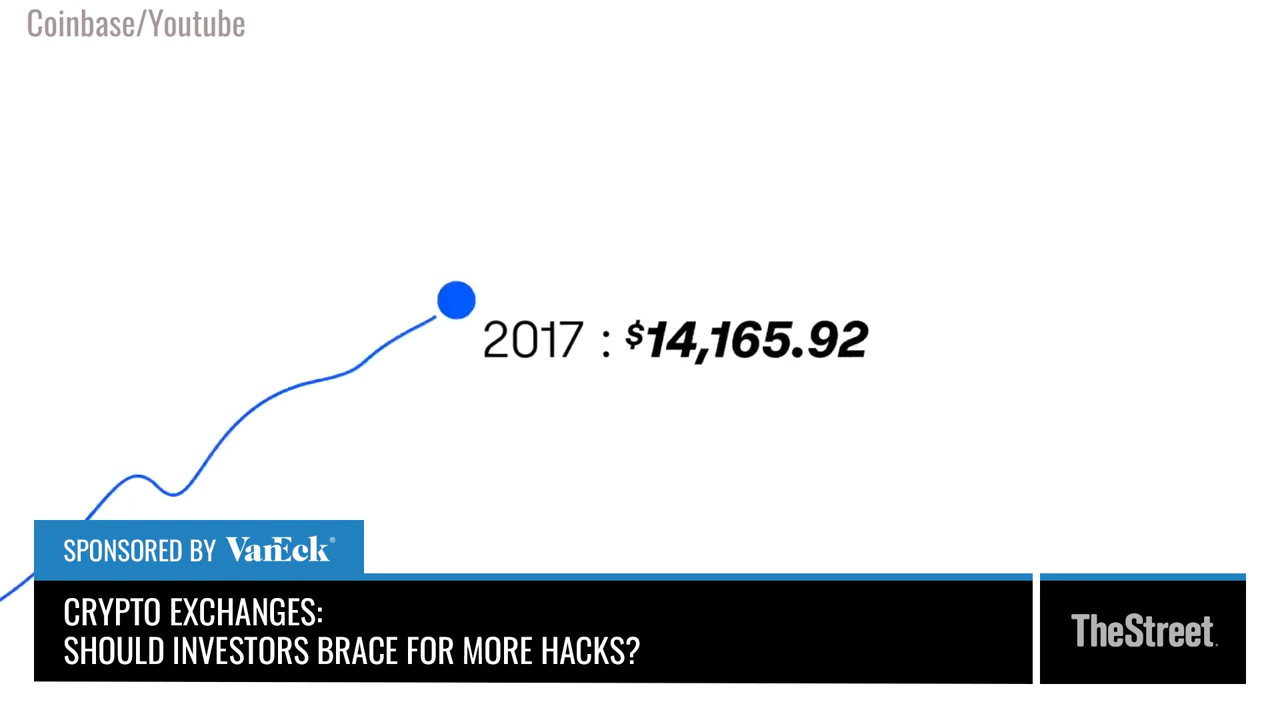 Coinbase/Youtube
2017 : $14,165.92
SPONSORED BY VanEck®
CRYPTO EXCHANGES:
SHOULD INVESTORS BRACE FOR MORE HACKS?
TheStreet.